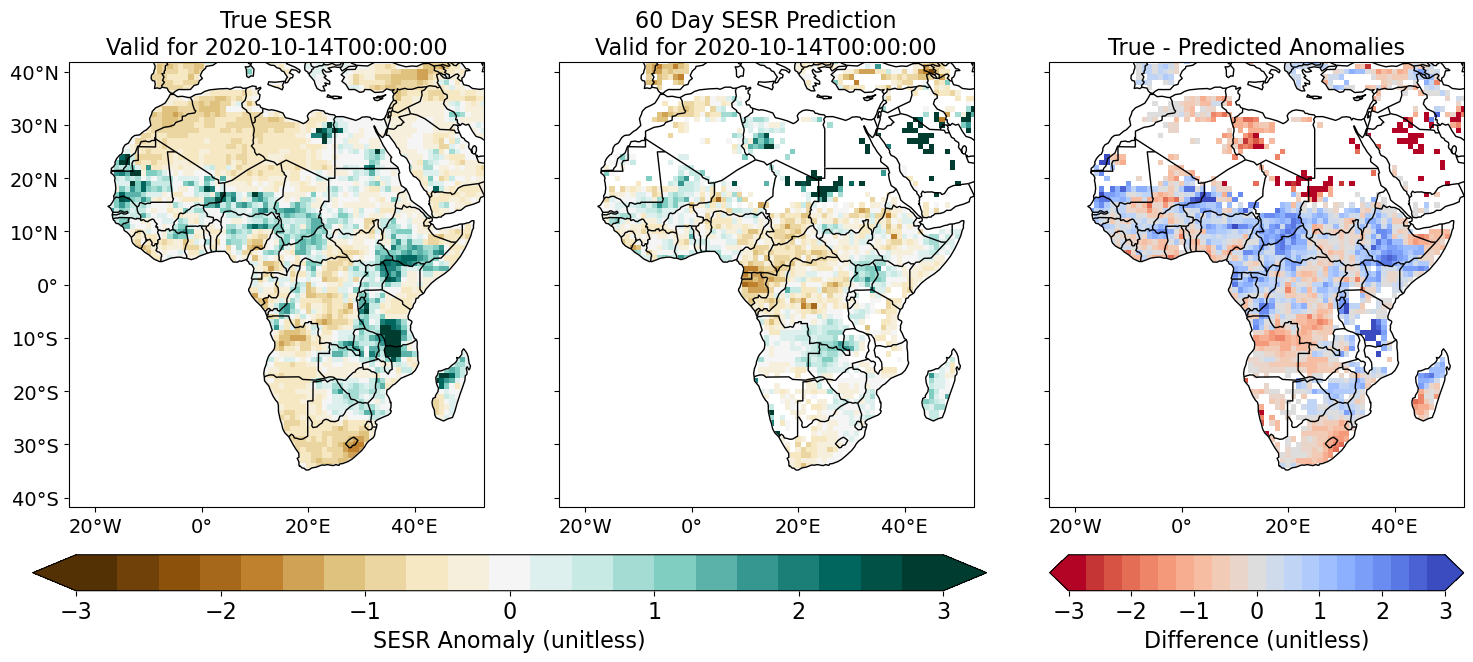 True SESR
Valid for 2020-10-14T00:00:00
60 Day SESR Prediction
Valid for 2020-10-14T00:00:00
True - Predicted Anomalies
40°N
30°N
20°N
10°N
0°
10°S
20°S
30°S
40°S
20°W 0° 20°E 40°E
20°W 0° 20°E 40°E
20°W 0° 20°E 40°E
−3 −2 −1 0 1 2 3
SESR Anomaly (unitless)
−3 −2 −1 0 1 2 3
Difference (unitless)